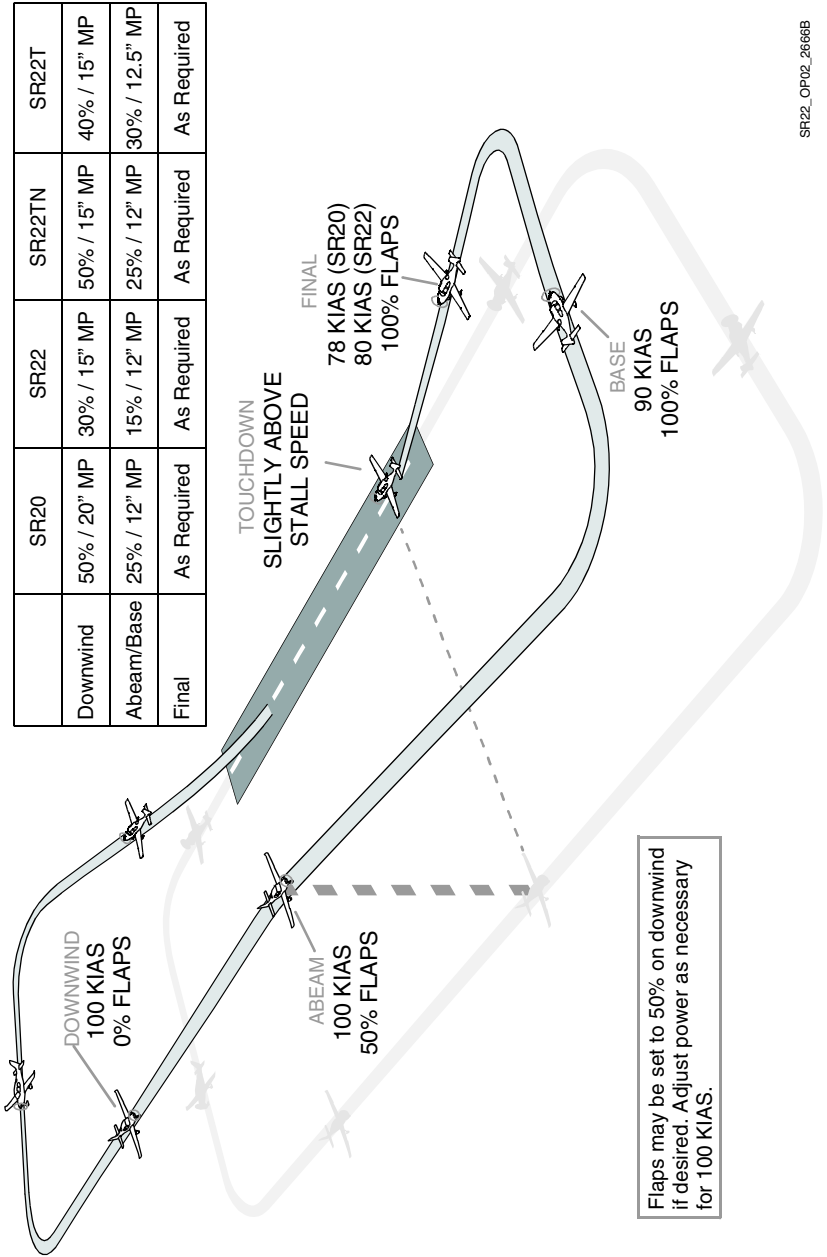 SR20 SR22 SR22TN SR22T
Downwind 50% / 20” MP 30% / 15” MP 50% / 15” MP 40% / 15” MP
Abeam/Base 25% / 12” MP 15% / 12” MP 25% / 12” MP 30% / 12.5” MP
Final As Required As Required As Required As Required
DOWNWIND
100 KIAS
0% FLAPS
TOUCHDOWN
SLIGHTLY ABOVE
STALL SPEED
FINAL
78 KIAS (SR20)
80 KIAS (SR22)
100% FLAPS
ABEAM
100 KIAS
50% FLAPS
BASE
90 KIAS
100% FLAPS
Flaps may be set to 50% on downwind
if desired. Adjust power as necessary
for 100 KIAS.
SR22_OP02_2666B